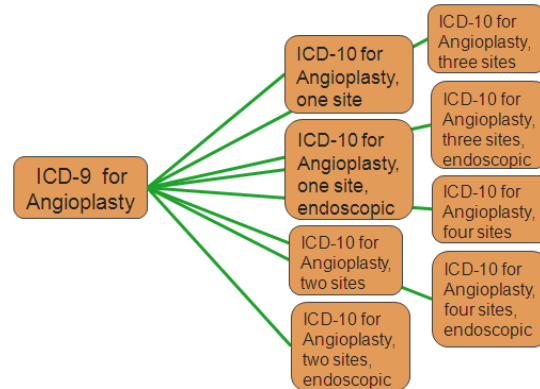 ICD-9 for
Angioplasty
ICD-10 for
Angioplasty,
one site
ICD-10 for
Angioplasty,
one site,
endoscopic
ICD-10 for
Angioplasty,
two sites
ICD-10 for
Angioplasty,
two sites,
endoscopic
ICD-10 for
Angioplasty,
three sites
ICD-10 for
Angioplasty,
three sites,
endoscopic
ICD-10 for
Angioplasty,
four sites
ICD-10 for
Angioplasty,
four sites,
endoscopic